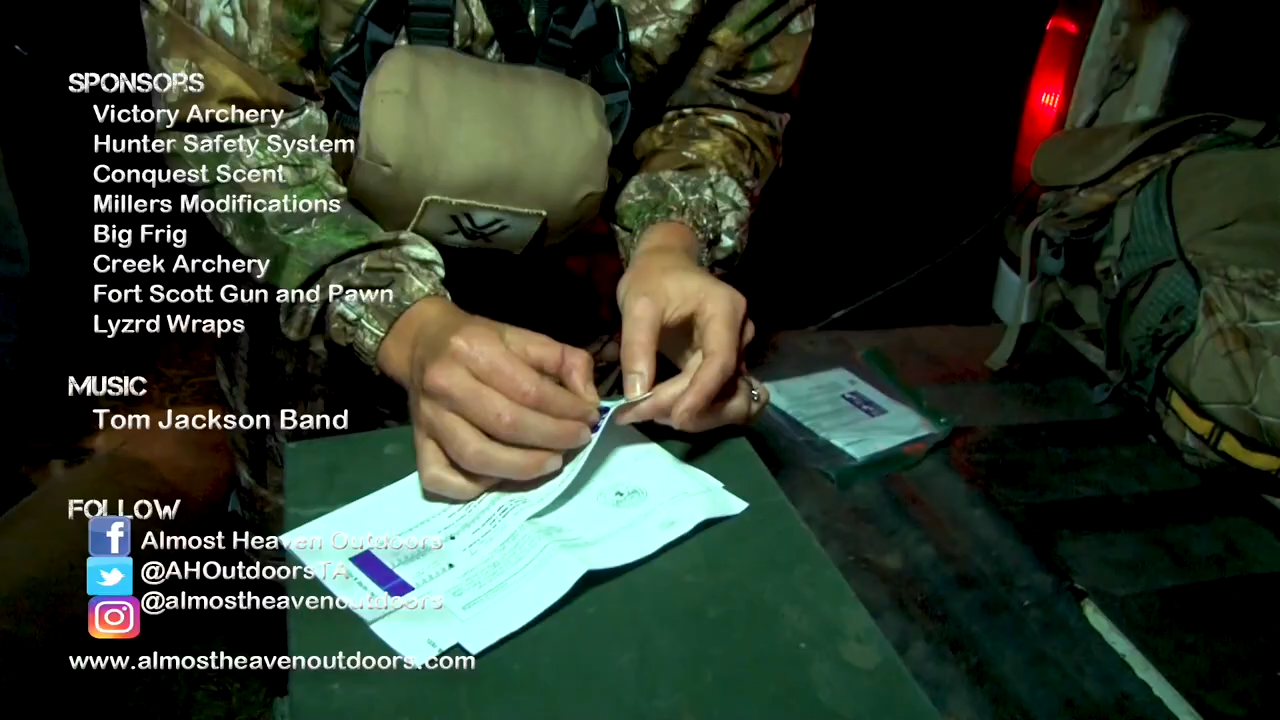 SPONSORS
Victory Archery
Hunter Safety System
Conquest Scent
Millers Modifications
Big Frig
Creek Archery
Fort Scott Gun and Pawn
Lyzrd Wraps
MUSIC
Tom Jackson Band
FOLLOW
f Almost Heaven Outdoors
@AHOutdoorsTA
@almostheavenoutdoors
www.almostheavenoutdoors.com